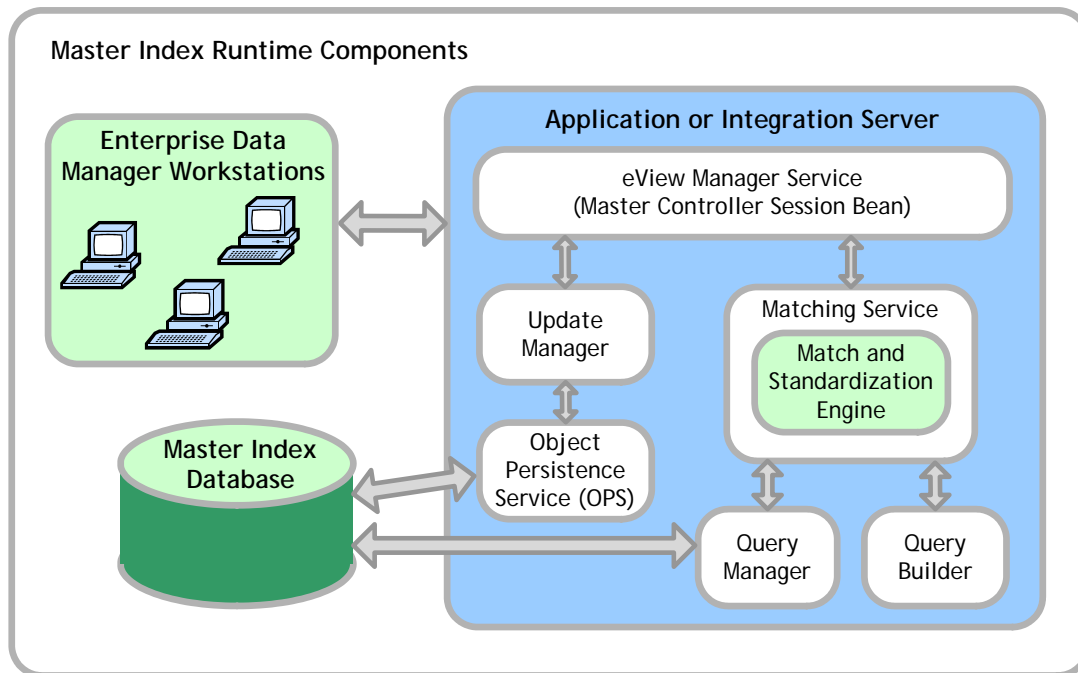 Master Index Runtime Components
Enterprise Data
Manager Workstations
Application or Integration Server
eView Manager Service
(Master Controller Session Bean)
Update
Manager
Matching Service
Match and
Standardization
Engine
Master Index
Database
Object
Persistence
Service (OPS)
Query
Manager
Query
Builder